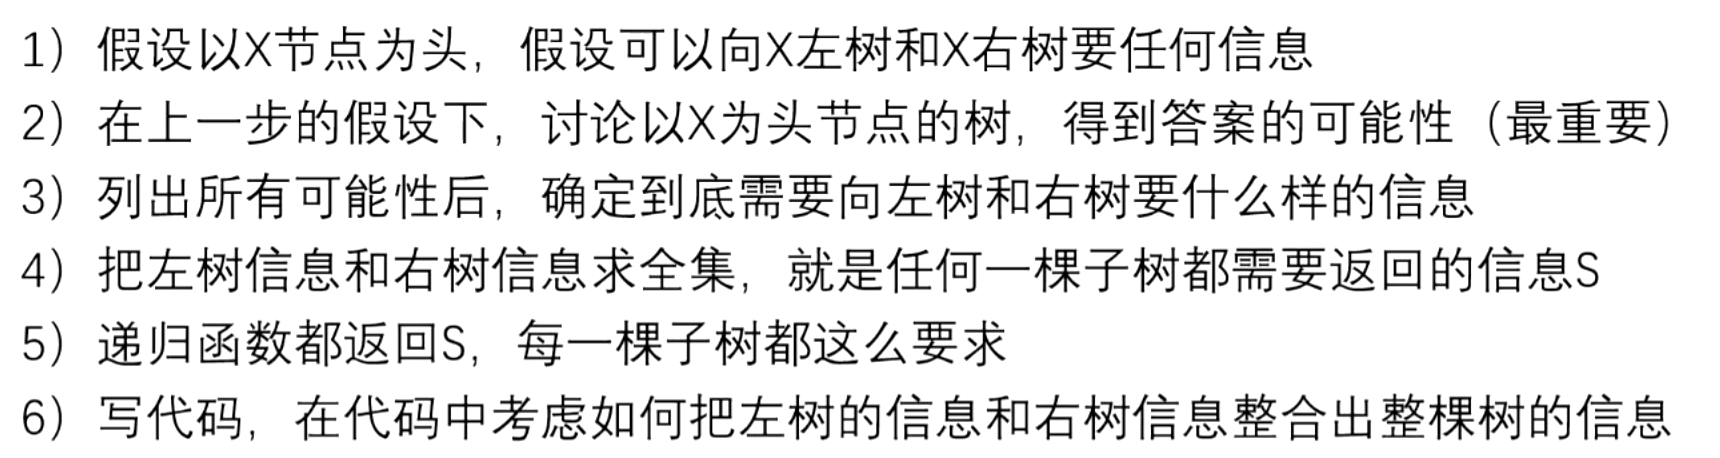 1）假设以X节点为头，假设可以向X左树和X右树要任何信息
2）在上一步的假设下，讨论以X为头节点的树，得到答案的可能性（最重要）
3）列出所有可能性后，确定到底需要向左树和右树要什么样的信息
4）把左树信息和右树信息求全集，就是任何一棵子树都需要返回的信息S
5）递归函数都返回S，每一棵子树都这么要求
6）写代码，在代码中考虑如何把左树的信息和右树信息整合出整棵树的信息